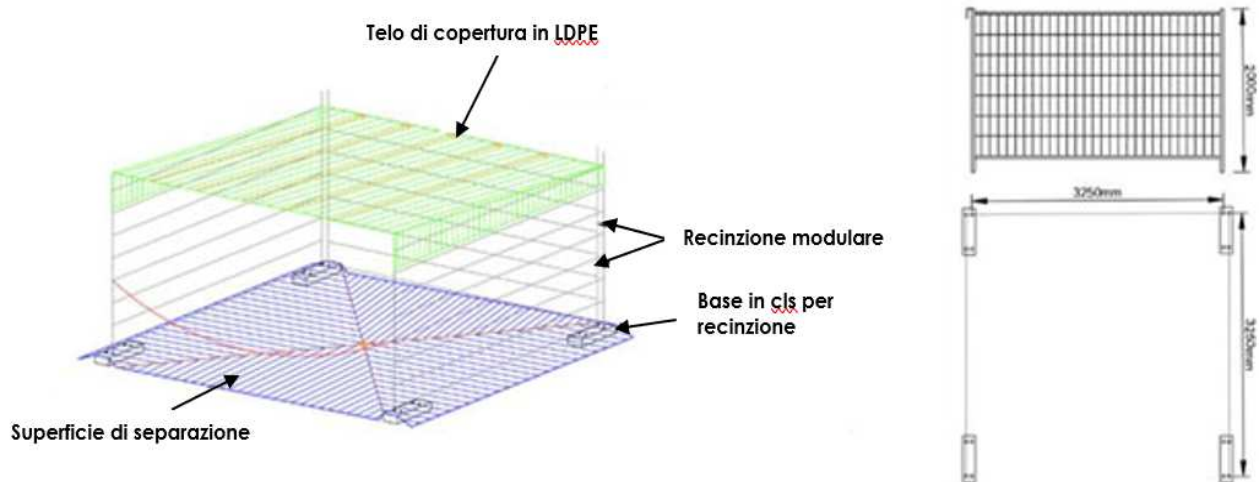 Telo di copertura in LDPE
Recinzione modulare
Base in cls per
recinzione
Superficie di separazione
2000mm
3250mm
3250mm